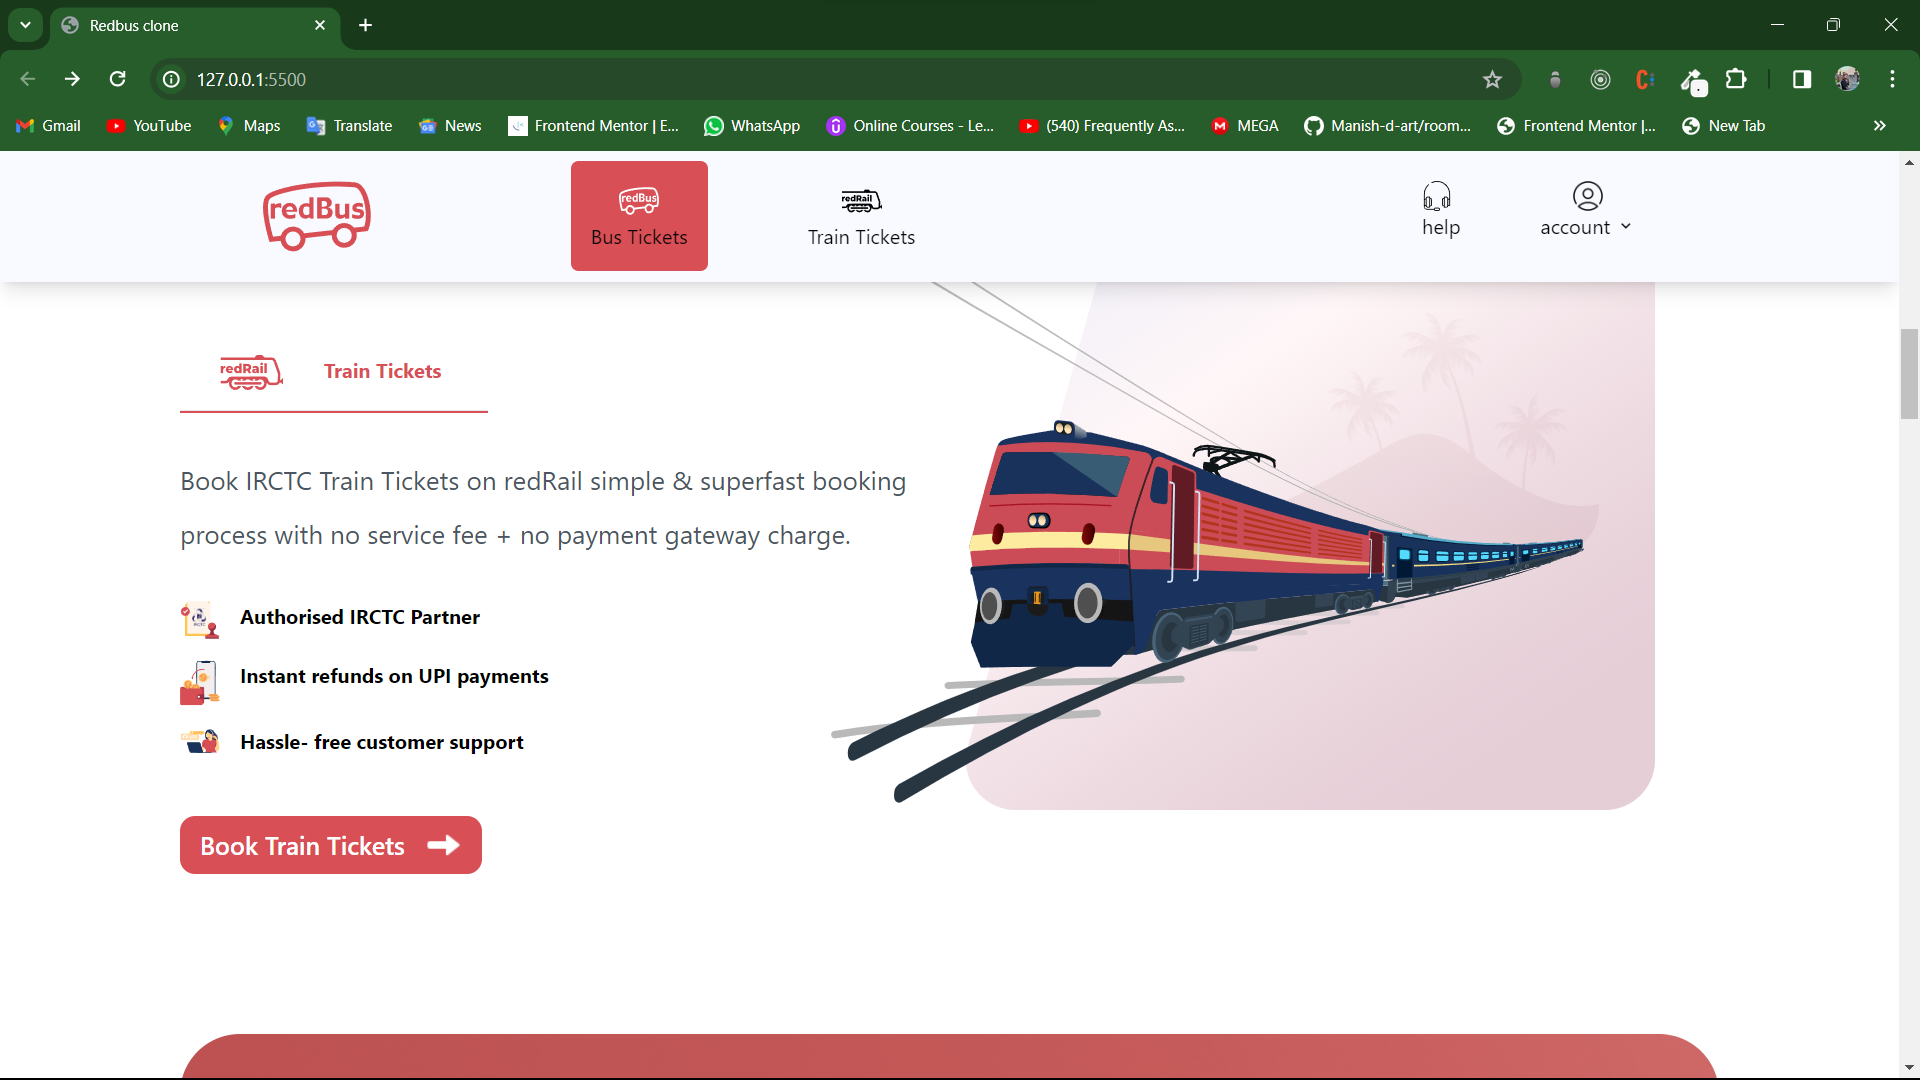 Redbus clone
127.0.0.1:5500
Gmail
YouTube
Maps
Translate
News
Frontend Mentor | E...
WhatsApp
Online Courses - Le...
(540) Frequently As...
MEGA
Manish-d-art/room...
Frontend Mentor |...
New Tab
redBus
redBus
Bus Tickets
redRail
Train Tickets
help
account
redRail
Train Tickets
Book IRCTC Train Tickets on redRail simple & superfast booking
process with no service fee + no payment gateway charge.
Authorised IRCTC Partner
Instant refunds on UPI payments
Hassle- free customer support
Book Train Tickets